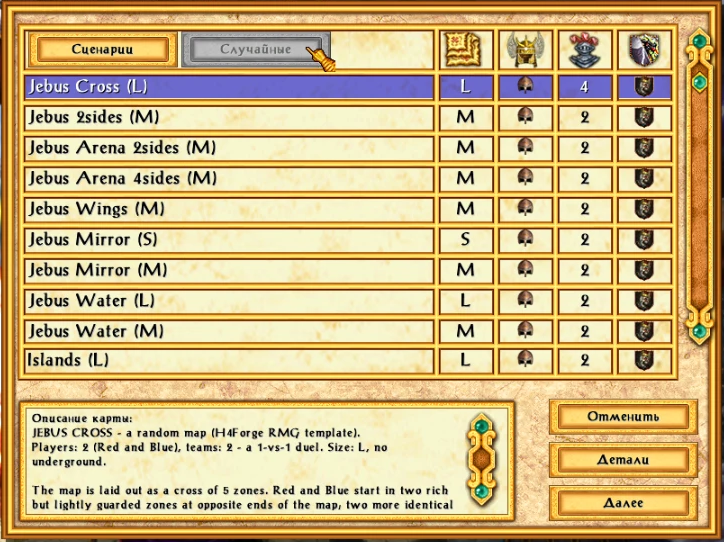 Сценарии Случайные
Jebus Cross (L) L 4
Jebus 2sides (M) M 2
Jebus Arena 2sides (M) M 2
Jebus Arena 4sides (M) M 2
Jebus Wings (M) M 2
Jebus Mirror (S) S 2
Jebus Mirror (M) M 2
Jebus Water (L) L 2
Jebus Water (M) M 2
Islands (L) L 2
Описание карты:
JEBUS CROSS - a random map (H4Forge RMG template).
Players: 2 (Red and Blue), teams: 2 - a 1-vs-1 duel. Size: L, no
underground.
The map is laid out as a cross of 5 zones. Red and Blue start in two rich
but lightly guarded zones at opposite ends of the map; two more identical
Отменить
Детали
Далее